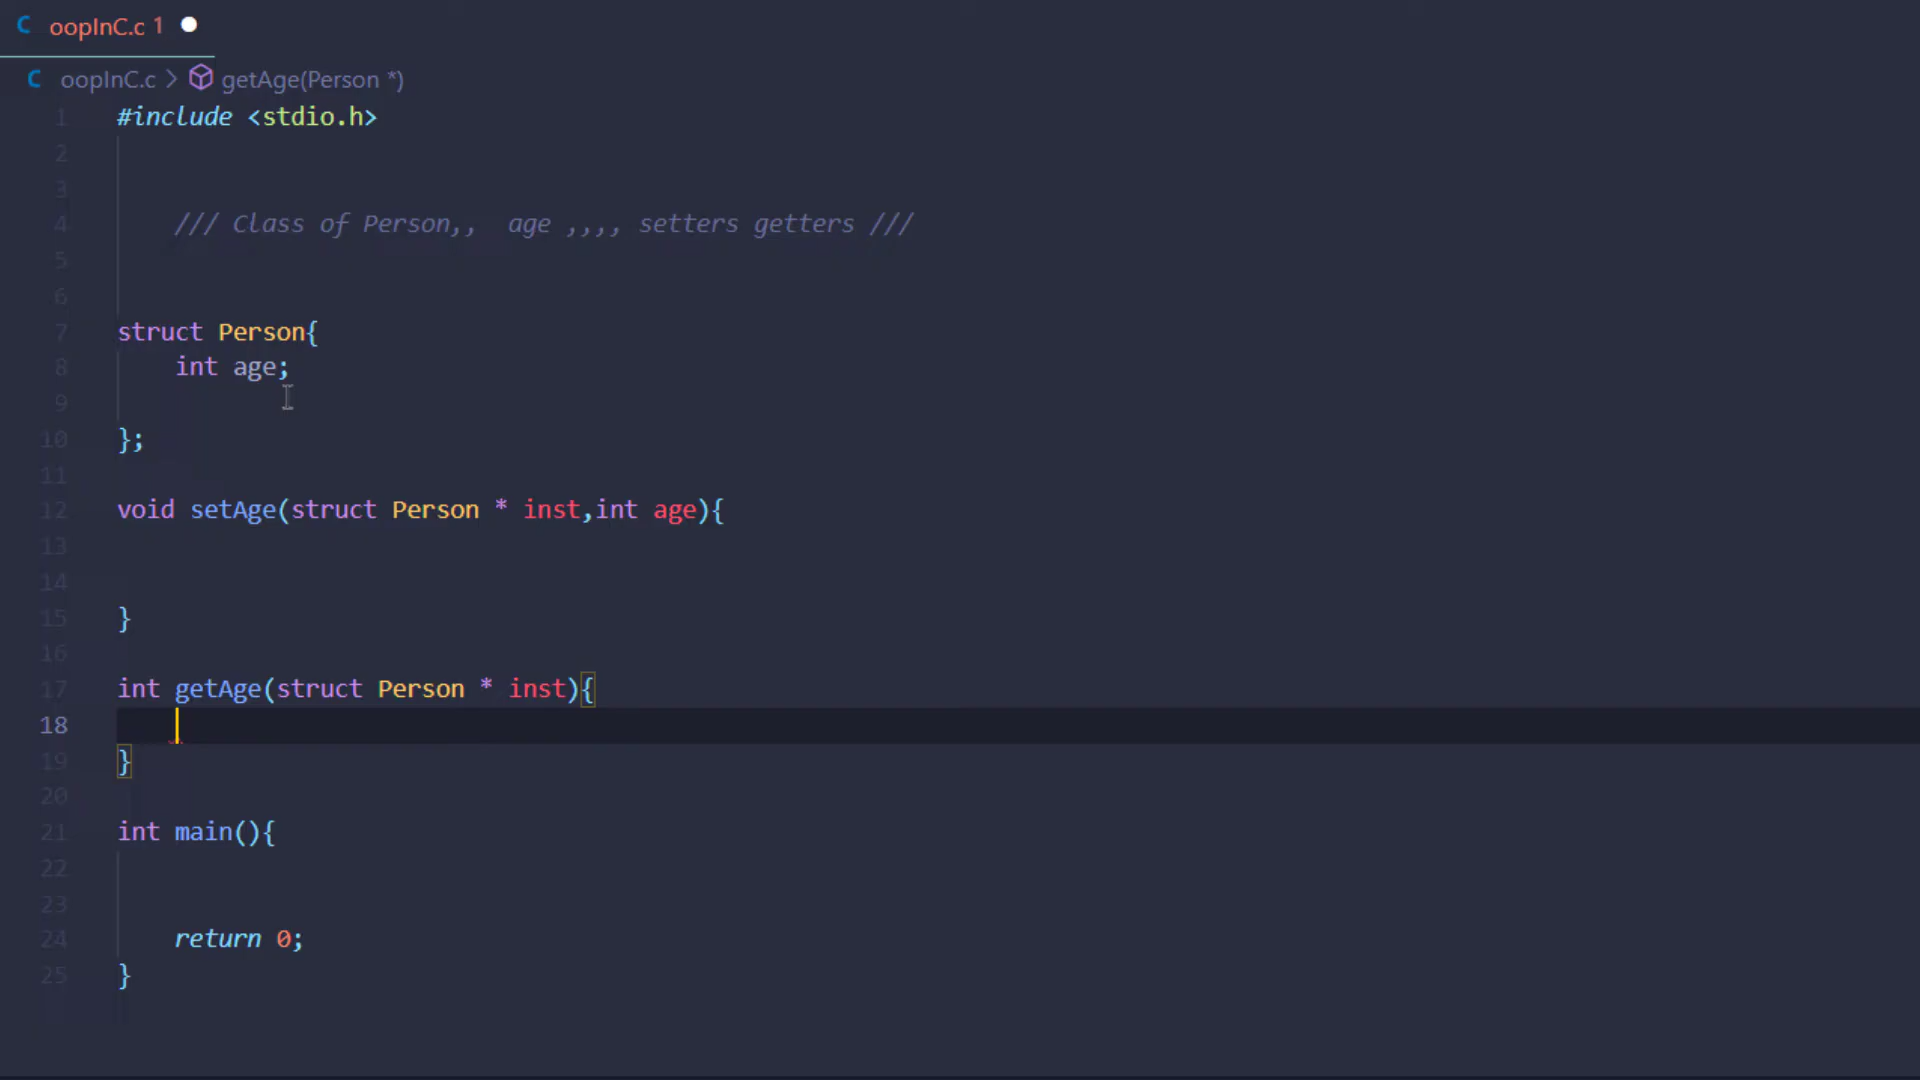 oopInC.c 1
oopInC.c > getAge(Person *)
1 #include <stdio.h>
2
3
4 /// Class of Person,,  age ,,,, setters getters ///
5
6
7 struct Person{
8 int age;
9
10 };
11
12 void setAge(struct Person * inst,int age){
13
14
15 }
16
17 int getAge(struct Person * inst){
18
19 }
20
21 int main(){
22
23
24 return 0;
25 }